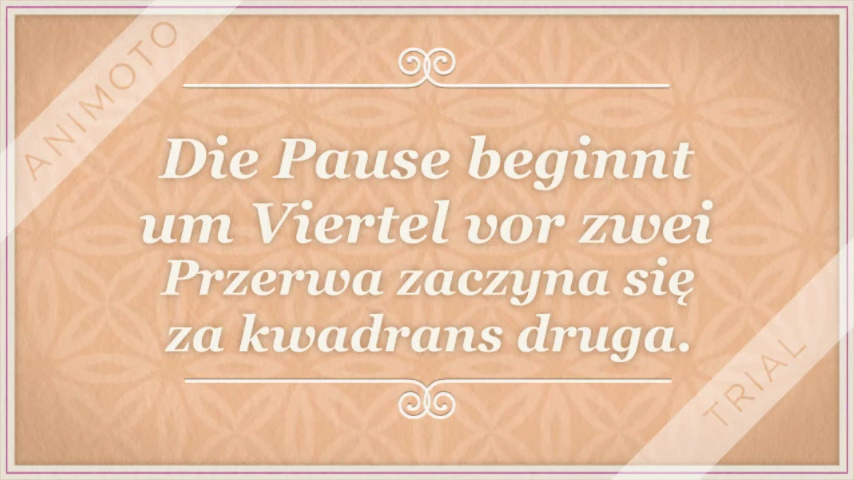 ANIMOTO
Die Pause beginnt
um Viertel vor zwei
Przerwa zaczyna się
za kwadrans druga.
TRIAL